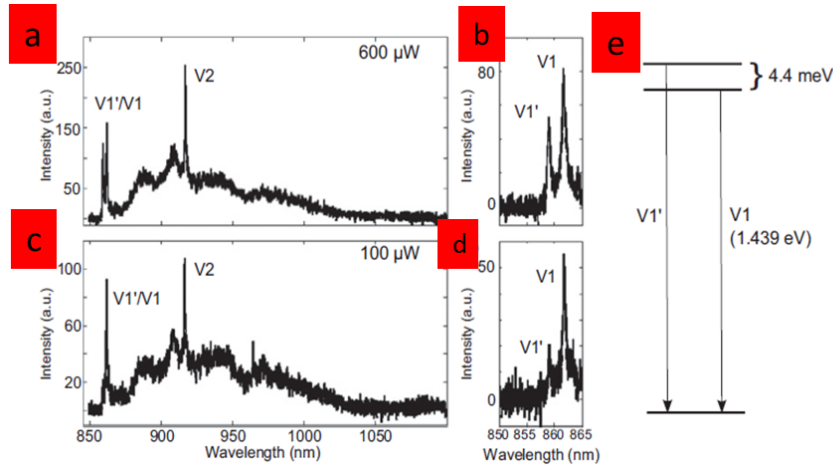 a
600 µW
250
150
50
Intensity (a.u.)
V1'/V1
V2
b
80
0
Intensity (a.u.)
V1'
V1
c
100 µW
100
60
20
Intensity (a.u.)
V1'/V1
V2
850 900 950 1000 1050
Wavelength (nm)
d
50
0
Intensity (a.u.)
V1
V1'
850 855 860 865
Wavelength (nm)
e
4.4 meV
V1'
V1
(1.439 eV)